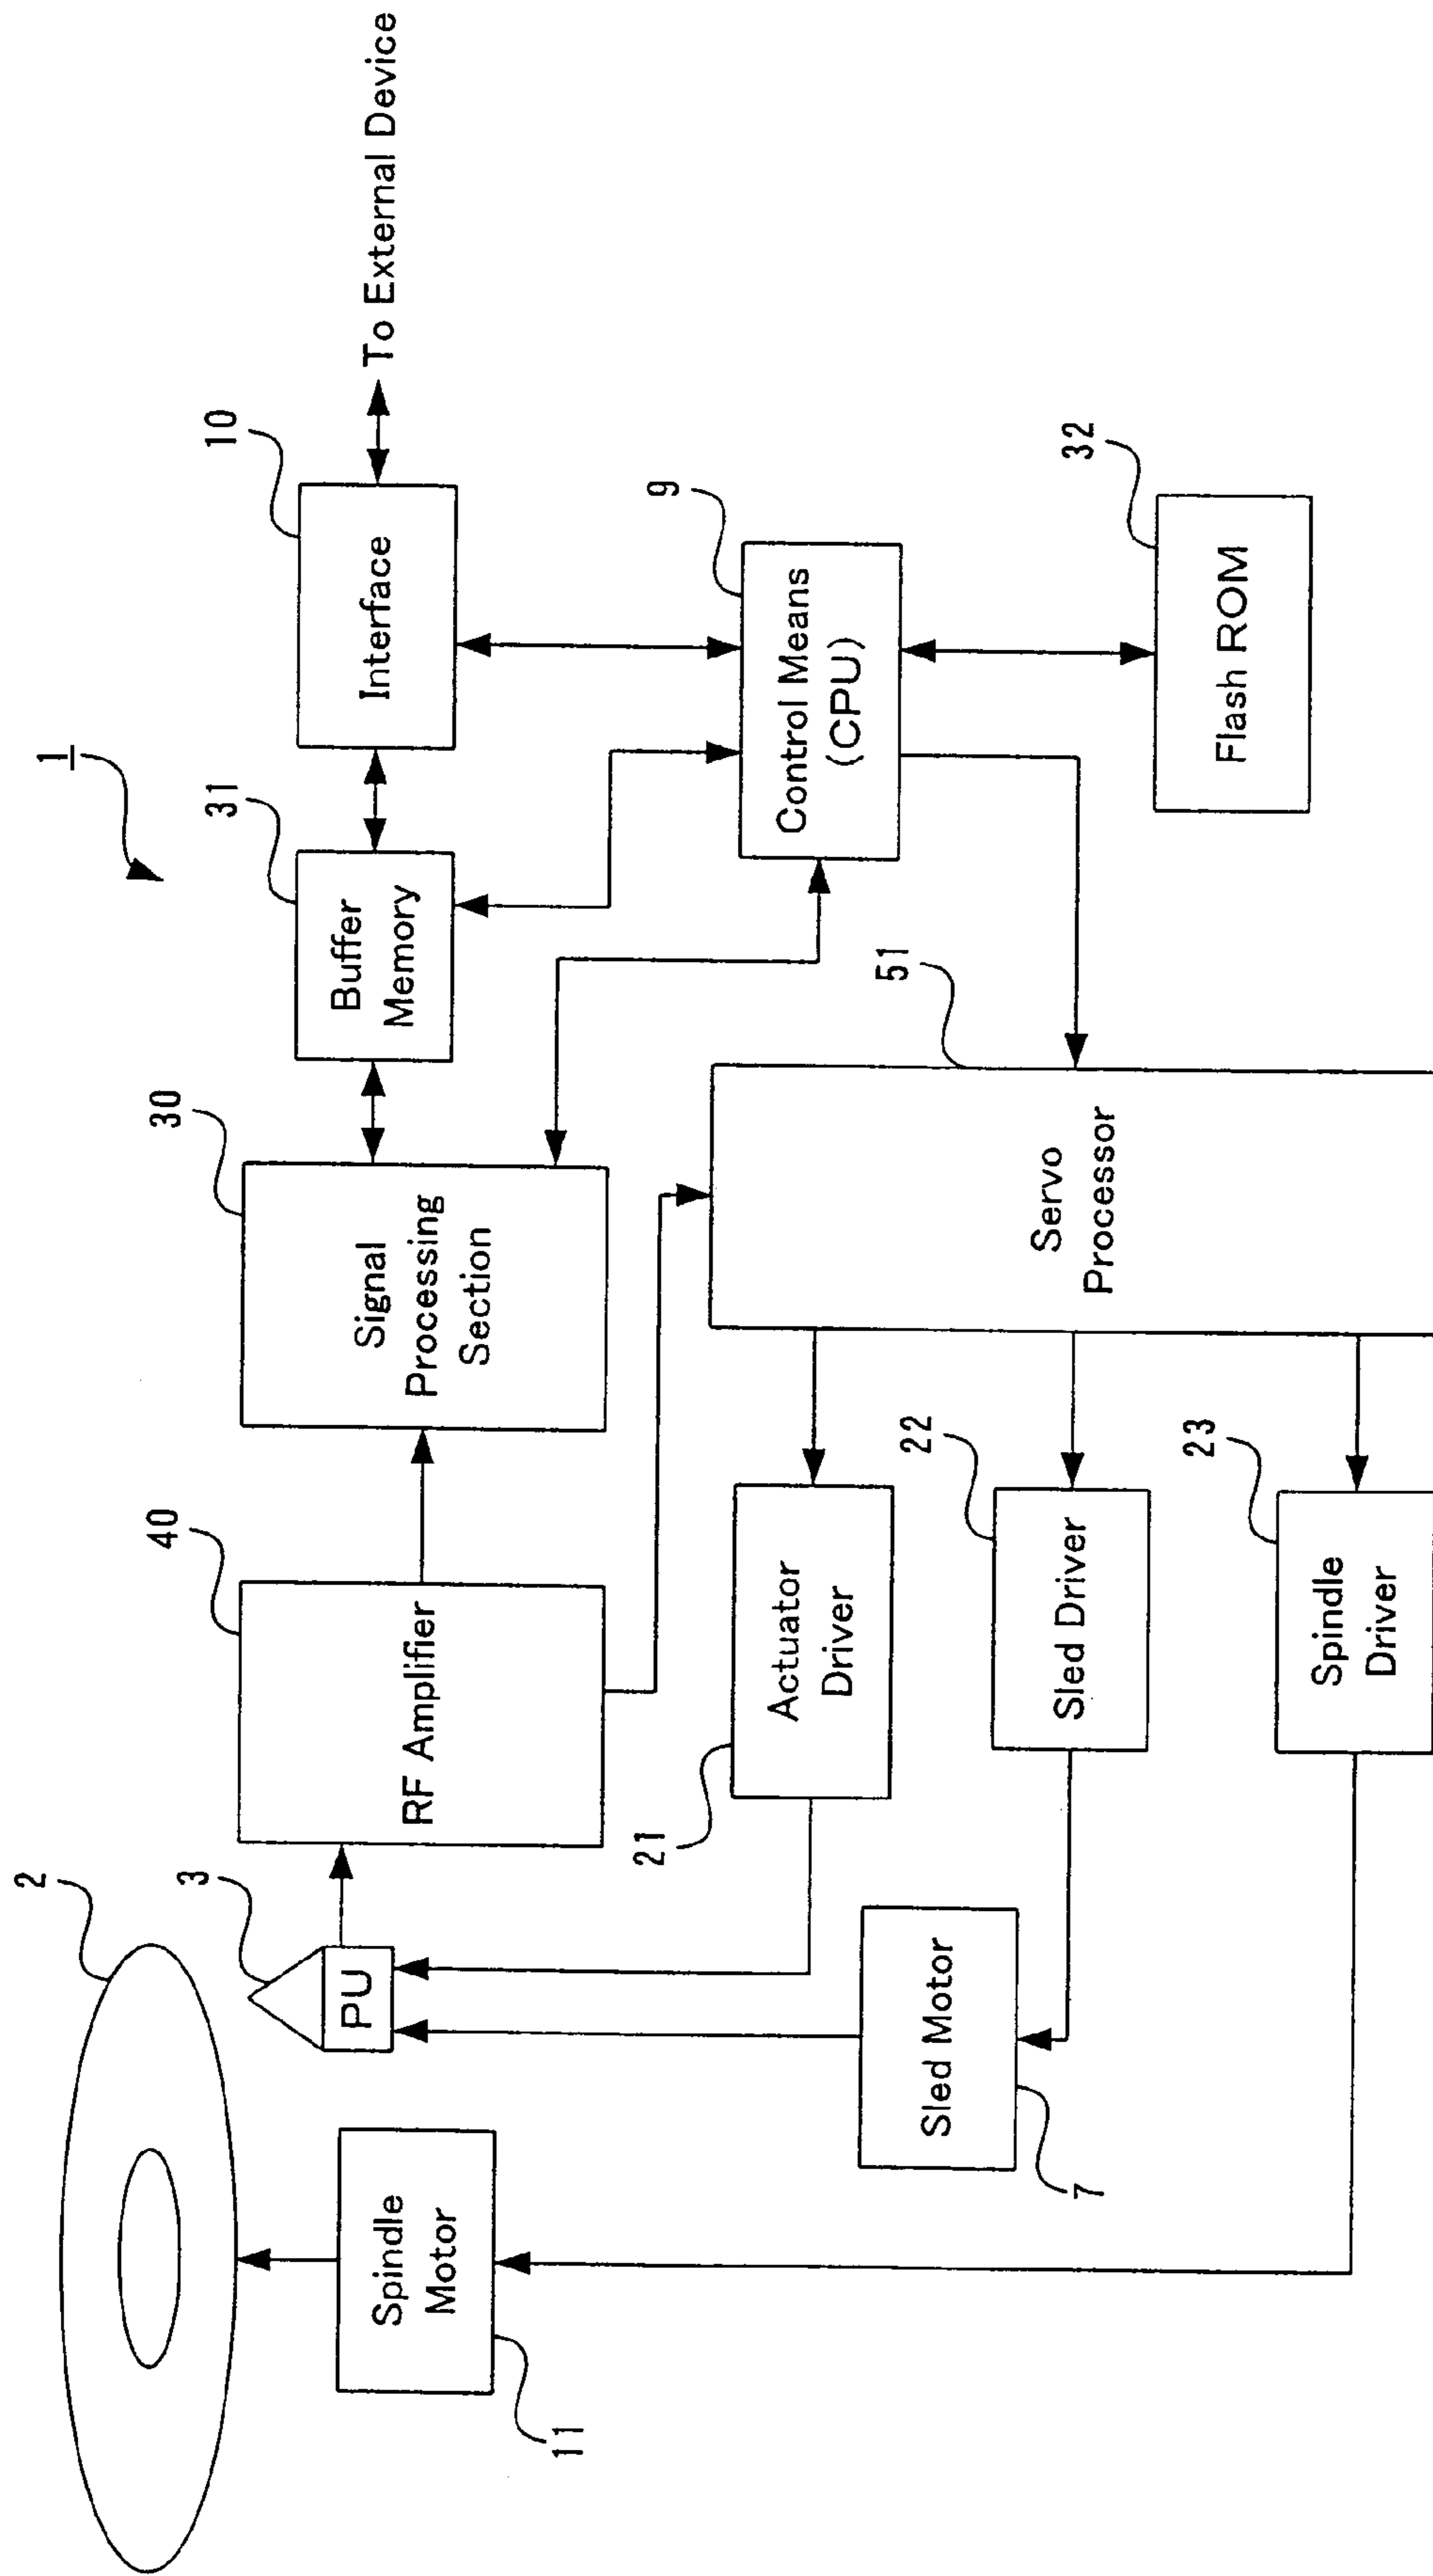 1
2
3
PU
40
RF Amplifier
30
Signal
Processing
Section
31
Buffer
Memory
10
Interface
To External Device
11
Spindle
Motor
7
Sled Motor
21
Actuator
Driver
22
Sled Driver
23
Spindle
Driver
51
Servo
Processor
9
Control Means
(CPU)
32
Flash ROM